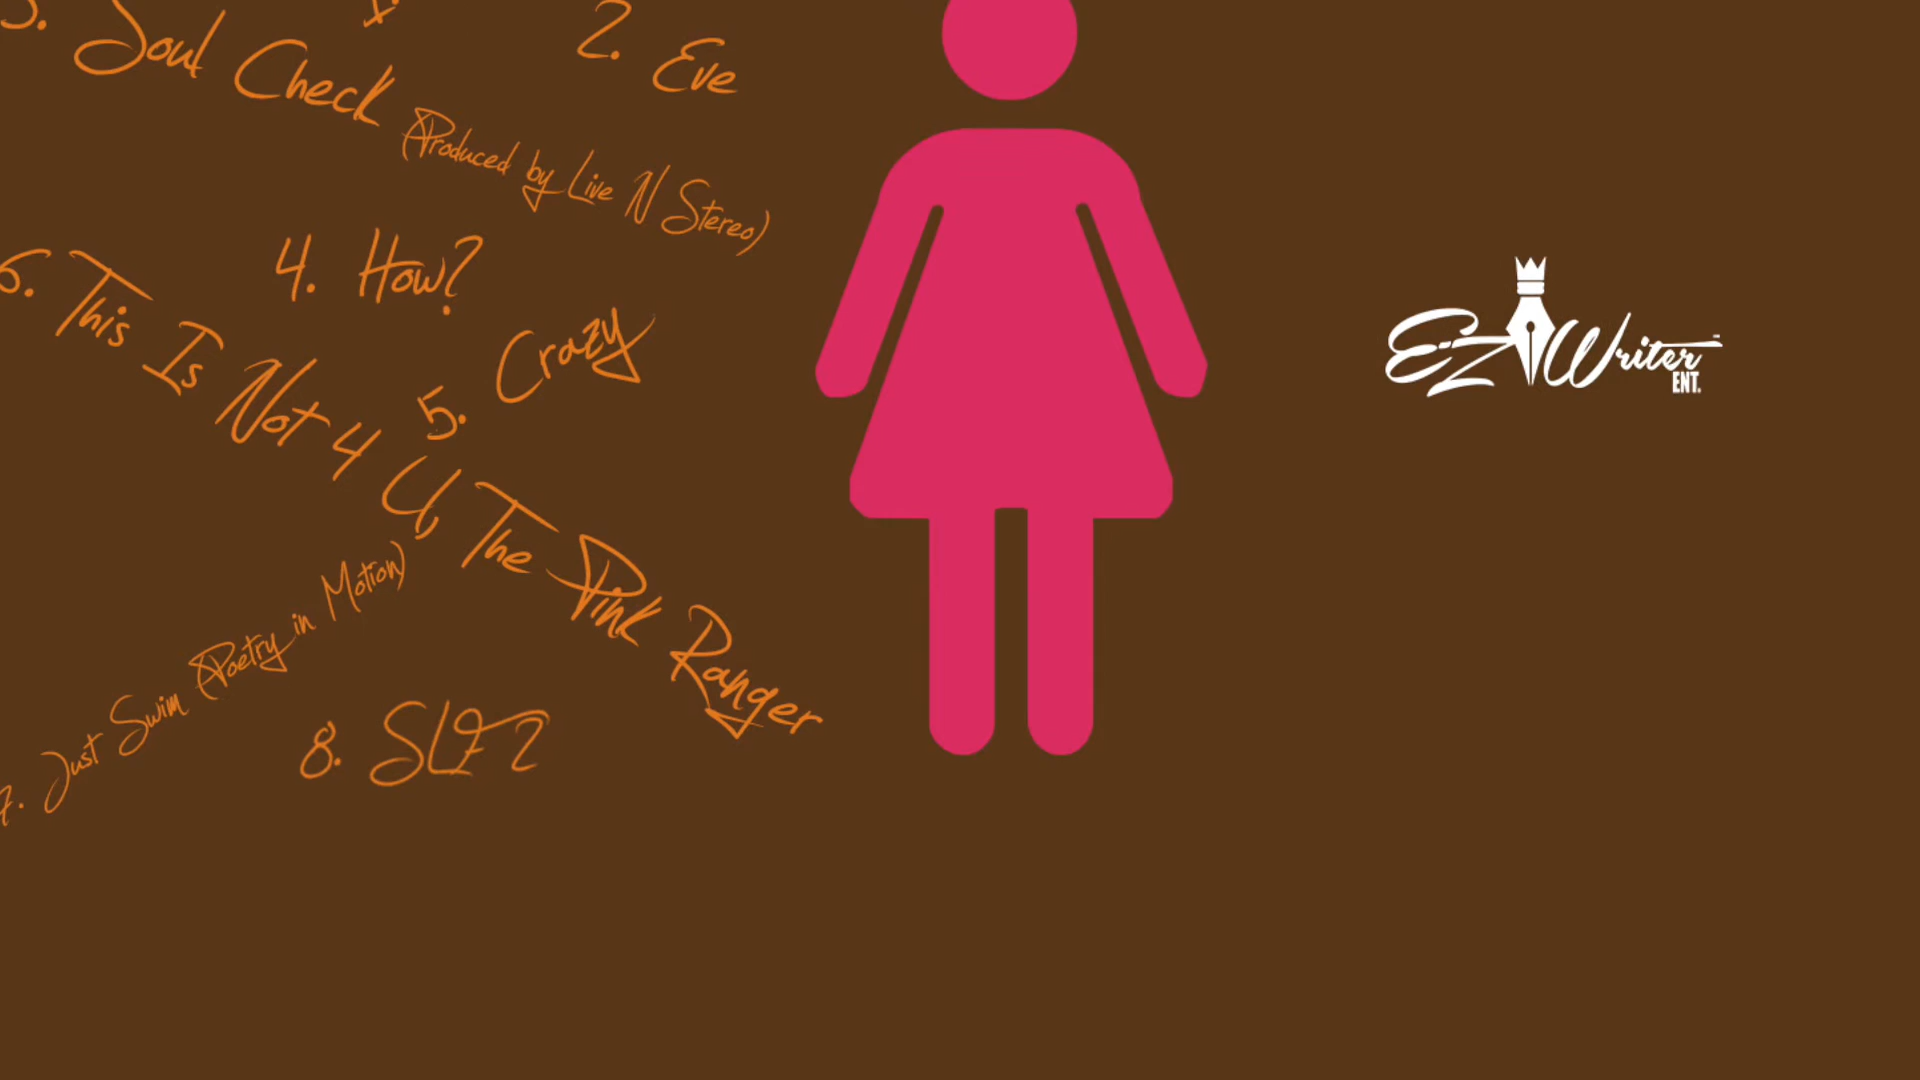 2. Eve
3. Soul Check (Produced by Live N Stereo)
4. How?
5. Crazy
6. This Is Not 4 U, The Pink Ranger
7. Just Swim (Poetry in Motion)
8.
E-Z Writer
ENT.